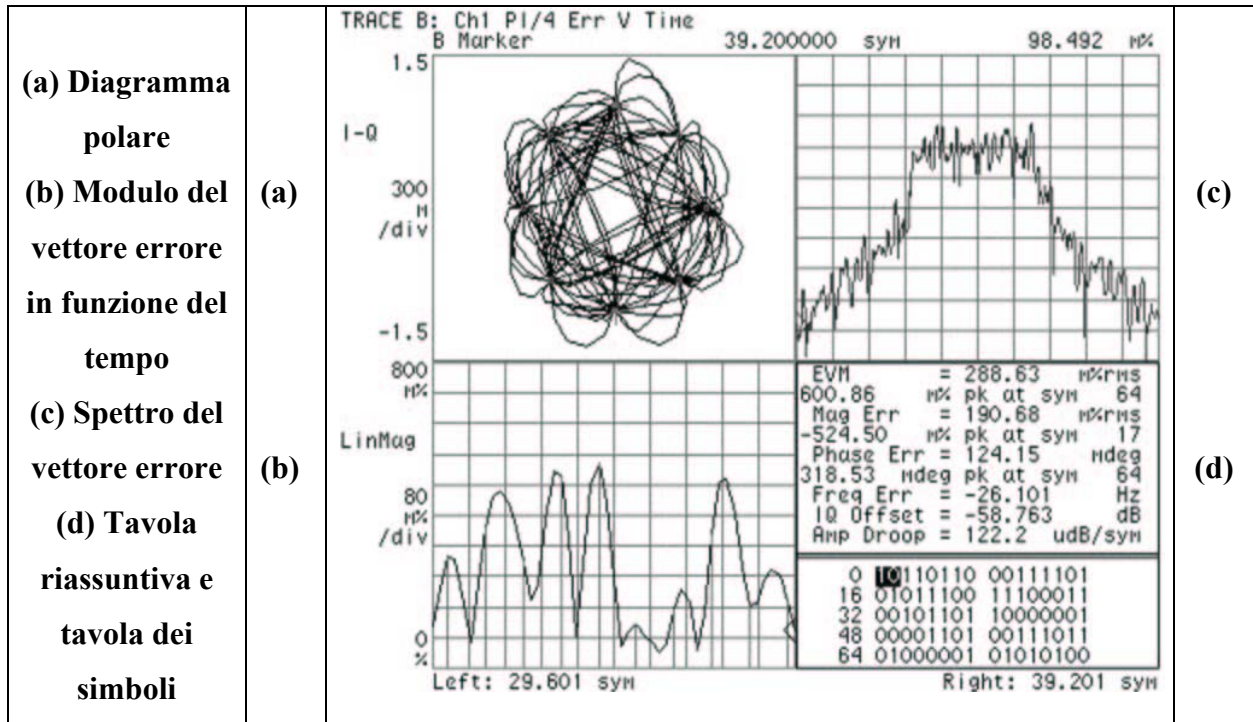 (a) Diagramma
polare
(b) Modulo del
vettore errore
in funzione del
tempo
(c) Spettro del
vettore errore
(d) Tavola
riassuntiva e
tavola dei
simboli
(a)
(b)
TRACE B: Ch1 PI/4 Err V Time
B Marker 39.200000 sym 98.492 m%
1.5
I-Q
300
m
/div
-1.5
800
m%
LinMag
80
m%
/div
0
%
Left: 29.601 sym Right: 39.201 sym
EVM = 288.63 m%rms
600.86 m% pk at sym 64
Mag Err = 190.68 m%rms
-524.50 m% pk at sym 17
Phase Err = 124.15 mdeg
318.53 mdeg pk at sym 64
Freq Err = -26.101 Hz
IQ Offset = -58.763 dB
Amp Droop = 122.2 udB/sym
0 10110110 00111101
16 01011100 11100011
32 00101101 10000001
48 00001101 00111011
64 01000001 01010100
(c)
(d)